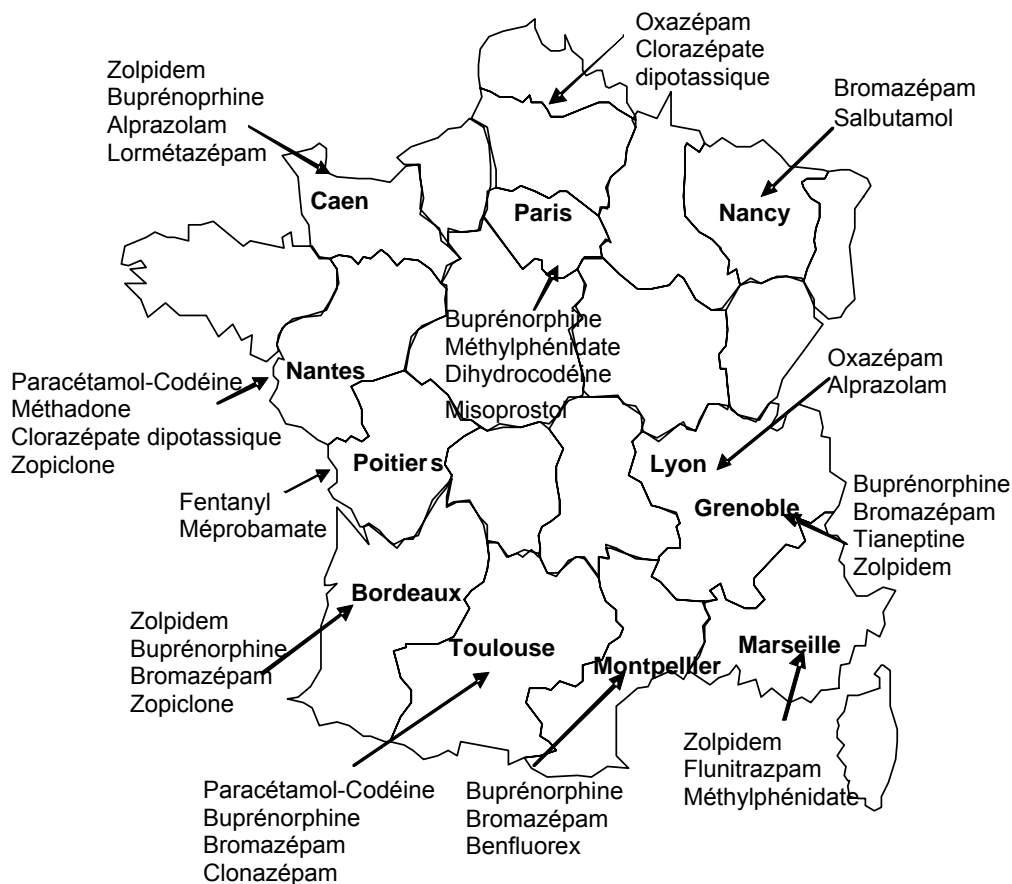 Oxazépam
Clorazépate
dipotassique
Zolpidem
Buprénoprhine
Alprazolam
Lormétazépam
Bromazépam
Salbutamol
Caen
Paris
Nancy
Buprénorphine
Méthylphénidate
Dihydrocodéine
Misoprostol
Nantes
Paracétamol-Codéine
Méthadone
Clorazépate dipotassique
Zopiclone
Oxazépam
Alprazolam
Poitiers
Fentanyl
Méprobamate
Lyon
Grenoble
Buprénorphine
Bromazépam
Tianeptine
Zolpidem
Bordeaux
Zolpidem
Buprénorphine
Bromazépam
Zopiclone
Toulouse
Montpellier
Marseille
Zolpidem
Flunitrazpam
Méthylphénidate
Paracétamol-Codéine
Buprénorphine
Bromazépam
Clonazépam
Buprénorphine
Bromazépam
Benfluorex